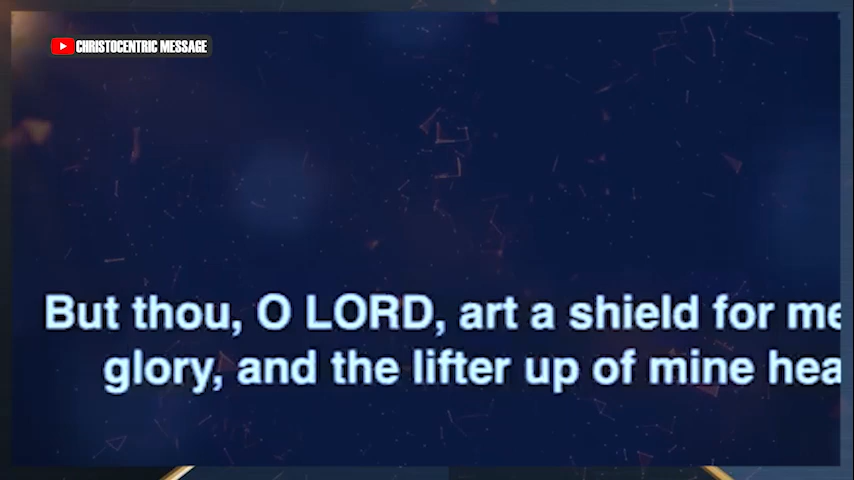 CHRISTOCENTRIC MESSAGE
But thou, O LORD, art a shield for me
glory, and the lifter up of mine hea